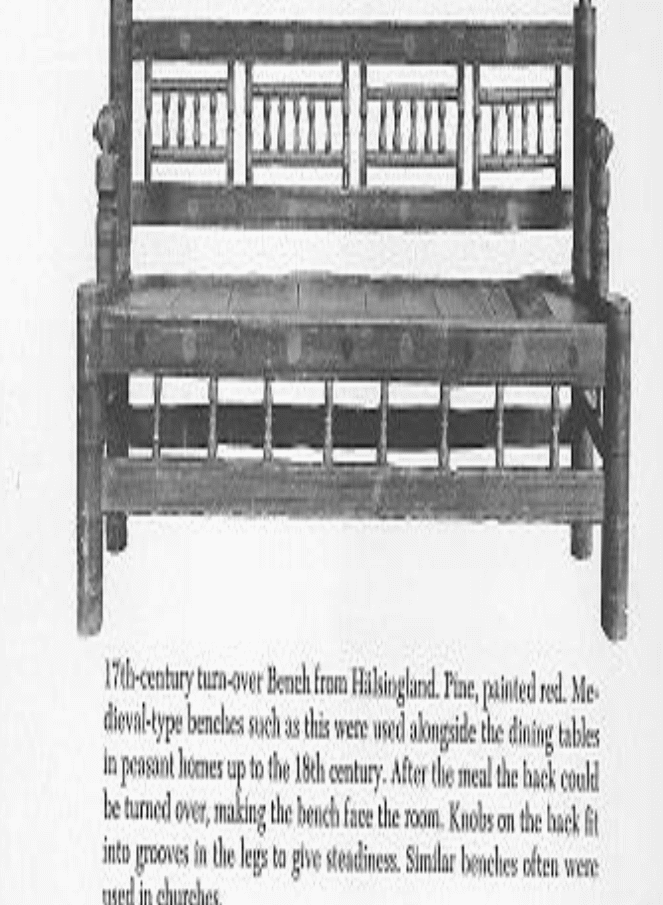 17th-century turn-over Bench from Hälsingland. Pine, painted red. Me-
dieval-type benches such as this were used alongside the dining tables
in peasant homes up to the 18th century. After the meal the back could
be turned over, making the bench face the room. Knobs on the back fit
into grooves in the legs to give steadiness. Similar benches often were
used in churches.